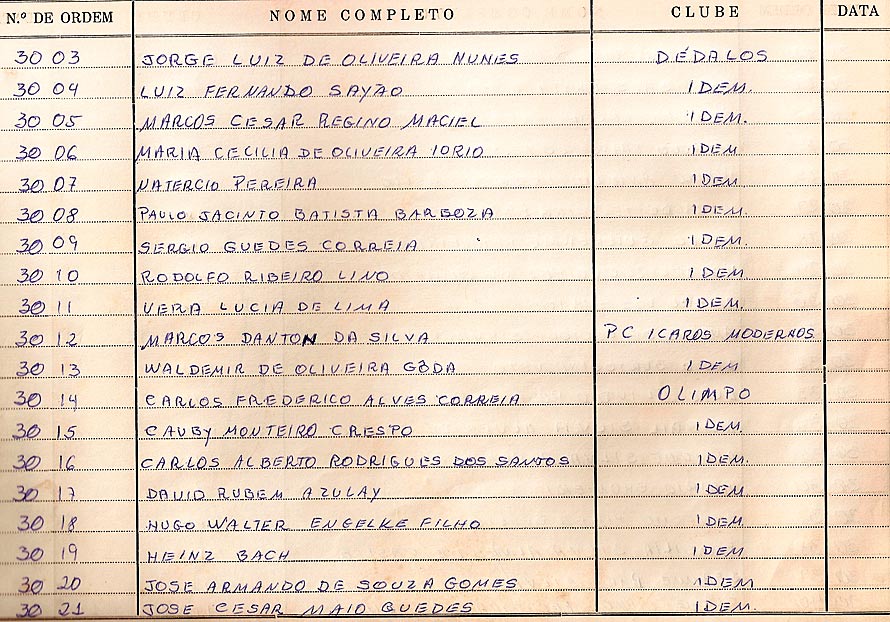 N.º DE ORDEM NOME COMPLETO CLUBE DATA
30 03 JORGE LUIZ DE OLIVEIRA NUNES DÉDALOS
30 04 LUIZ FERNANDO SAYÃO IDEM.
30 05 MARCOS CESAR REGINO MACIEL IDEM.
30 06 MARIA CECILIA DE OLIVEIRA IORIO IDEM
30 07 NATERCIO PEREIRA IDEM
30 08 PAULO JACINTO BATISTA BARBOZA IDEM.
30 09 SERGIO GUEDES CORREIA IDEM.
30 10 RODOLFO RIBEIRO LINO IDEM
30 11 VERA LUCIA DE LIMA IDEM.
30 12 MARCOS DANTON DA SILVA PC ICAROS MODERNOS
30 13 WALDEMIR DE OLIVEIRA GÔDA IDEM
30 14 CARLOS FREDERICO ALVES CORREIA OLIMPO
30 15 CAUBY MONTEIRO CRESPO IDEM.
30 16 CARLOS ALBERTO RODRIGUES DOS SANTOS IDEM.
30 17 DAVID RUBEM AZULAY IDEM
30 18 HUGO WALTER ENGELKE FILHO IDEM
30 19 HEINZ BACH IDEM.
30 20 JOSE ARMANDO DE SOUZA GOMES IDEM
30 21 JOSE CESAR MAIO GUEDES IDEM.